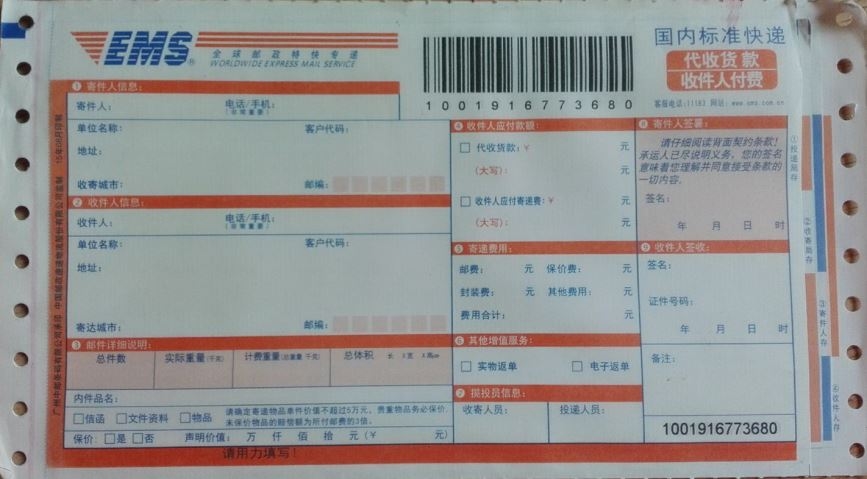 EMS®
全球邮政特快专递
WORLDWIDE EXPRESS MAIL SERVICE
1001916773680
国内标准快递
代收货款
收件人付费
客服电话:11183 网址: www.ems.com.cn
① 寄件人信息:
寄件人: 电话/手机:
(非常重要)
单位名称: 客户代码:
地址:
收寄城市: 邮编:
② 收件人信息:
收件人: 电话/手机:
(非常重要)
单位名称: 客户代码:
地址:
寄达城市: 邮编:
③ 邮件详细说明:
总件数 实际重量(千克) 计费重量(总重量 千克) 总体积 长 X宽 X高cm
内件品名:
□信函 □文件资料 □物品 请确定寄递物品单件价值不超过5万元,贵重物品务必保价.
未保价物品的赔偿额为所付邮费的3倍.
保价: □是 □否 声明价值: 万 仟 佰 拾 元(¥ 元)
请用力填写!
④ 收件人应付款额:
□ 代收货款: ¥ 元
(大写): 元
□ 收件人应付寄递费: ¥ 元
(大写): 元
⑤ 寄递费用:
邮费: 元 保价费: 元
封装费: 元 其他费用: 元
费用合计: 元
⑥ 其他增值服务:
□ 实物返单 □ 电子返单
⑦ 揽投员信息:
收寄人员: 投递人员:
⑧ 寄件人签署:
请仔细阅读背面契约条款!
承运人已尽说明义务,您的签名
意味着您理解并同意接受条款的
一切内容.
签名:
年 月 日 时
⑨ 收件人签收:
签名:
证件号码:
年 月 日 时
备注:
1001916773680
①投递局存
②收寄局存
③寄件人存
④收件人存